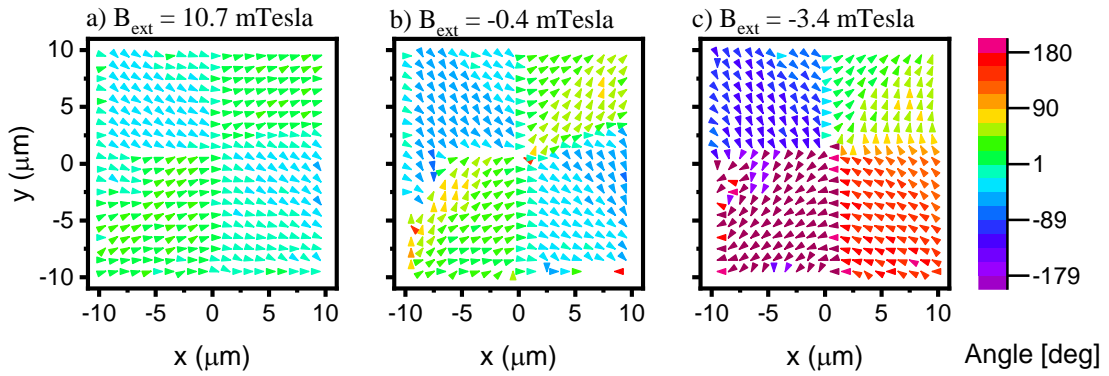 a) B_ext = 10.7 mTesla b) B_ext = -0.4 mTesla c) B_ext = -3.4 mTesla
10
5
0
-5
-10
y (μm)
180
90
1
-89
-179
-10 -5 0 5 10 -10 -5 0 5 10 -10 -5 0 5 10
x (μm) x (μm) x (μm) Angle [deg]